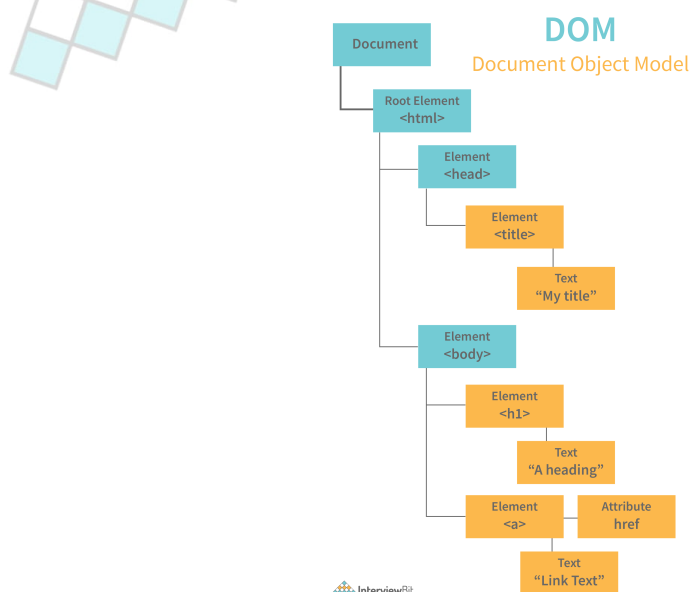 DOM
Document Object Model
Document
Root Element
<html>
Element
<head>
Element
<title>
Text
“My title”
Element
<body>
Element
<h1>
Text
“A heading”
Element
<a>
Attribute
href
Text
“Link Text”
InterviewBit